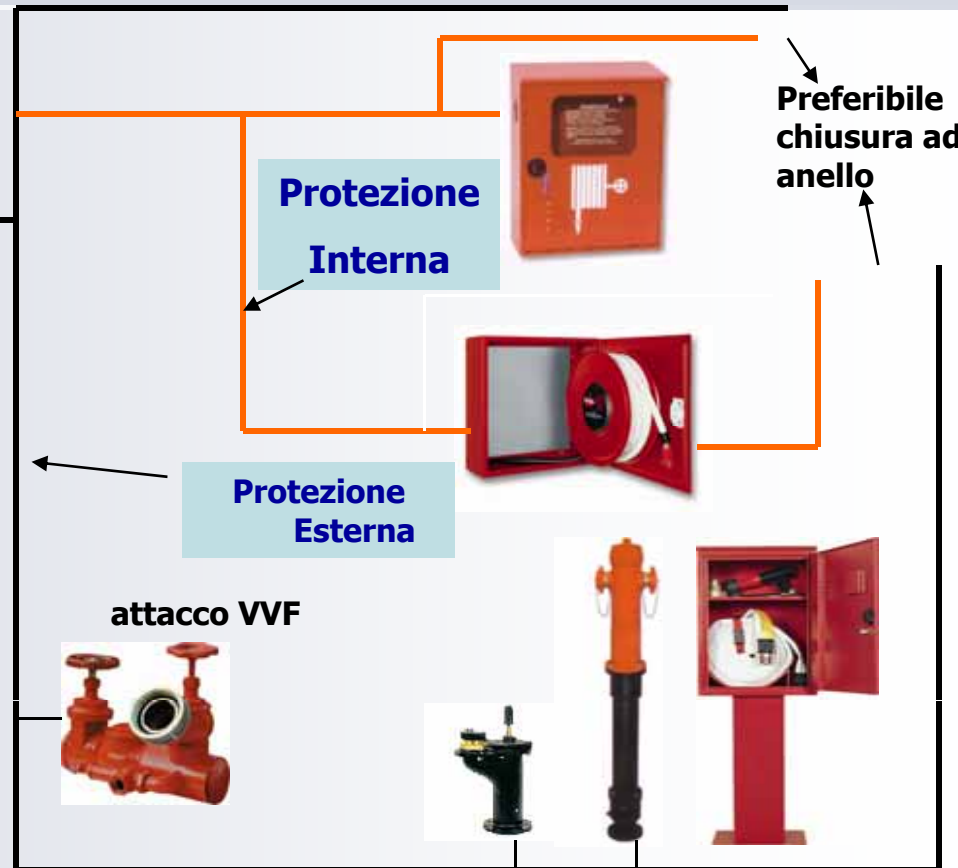 Preferibile
chiusura ad
anello
Protezione
Interna
Protezione
Esterna
attacco VVF